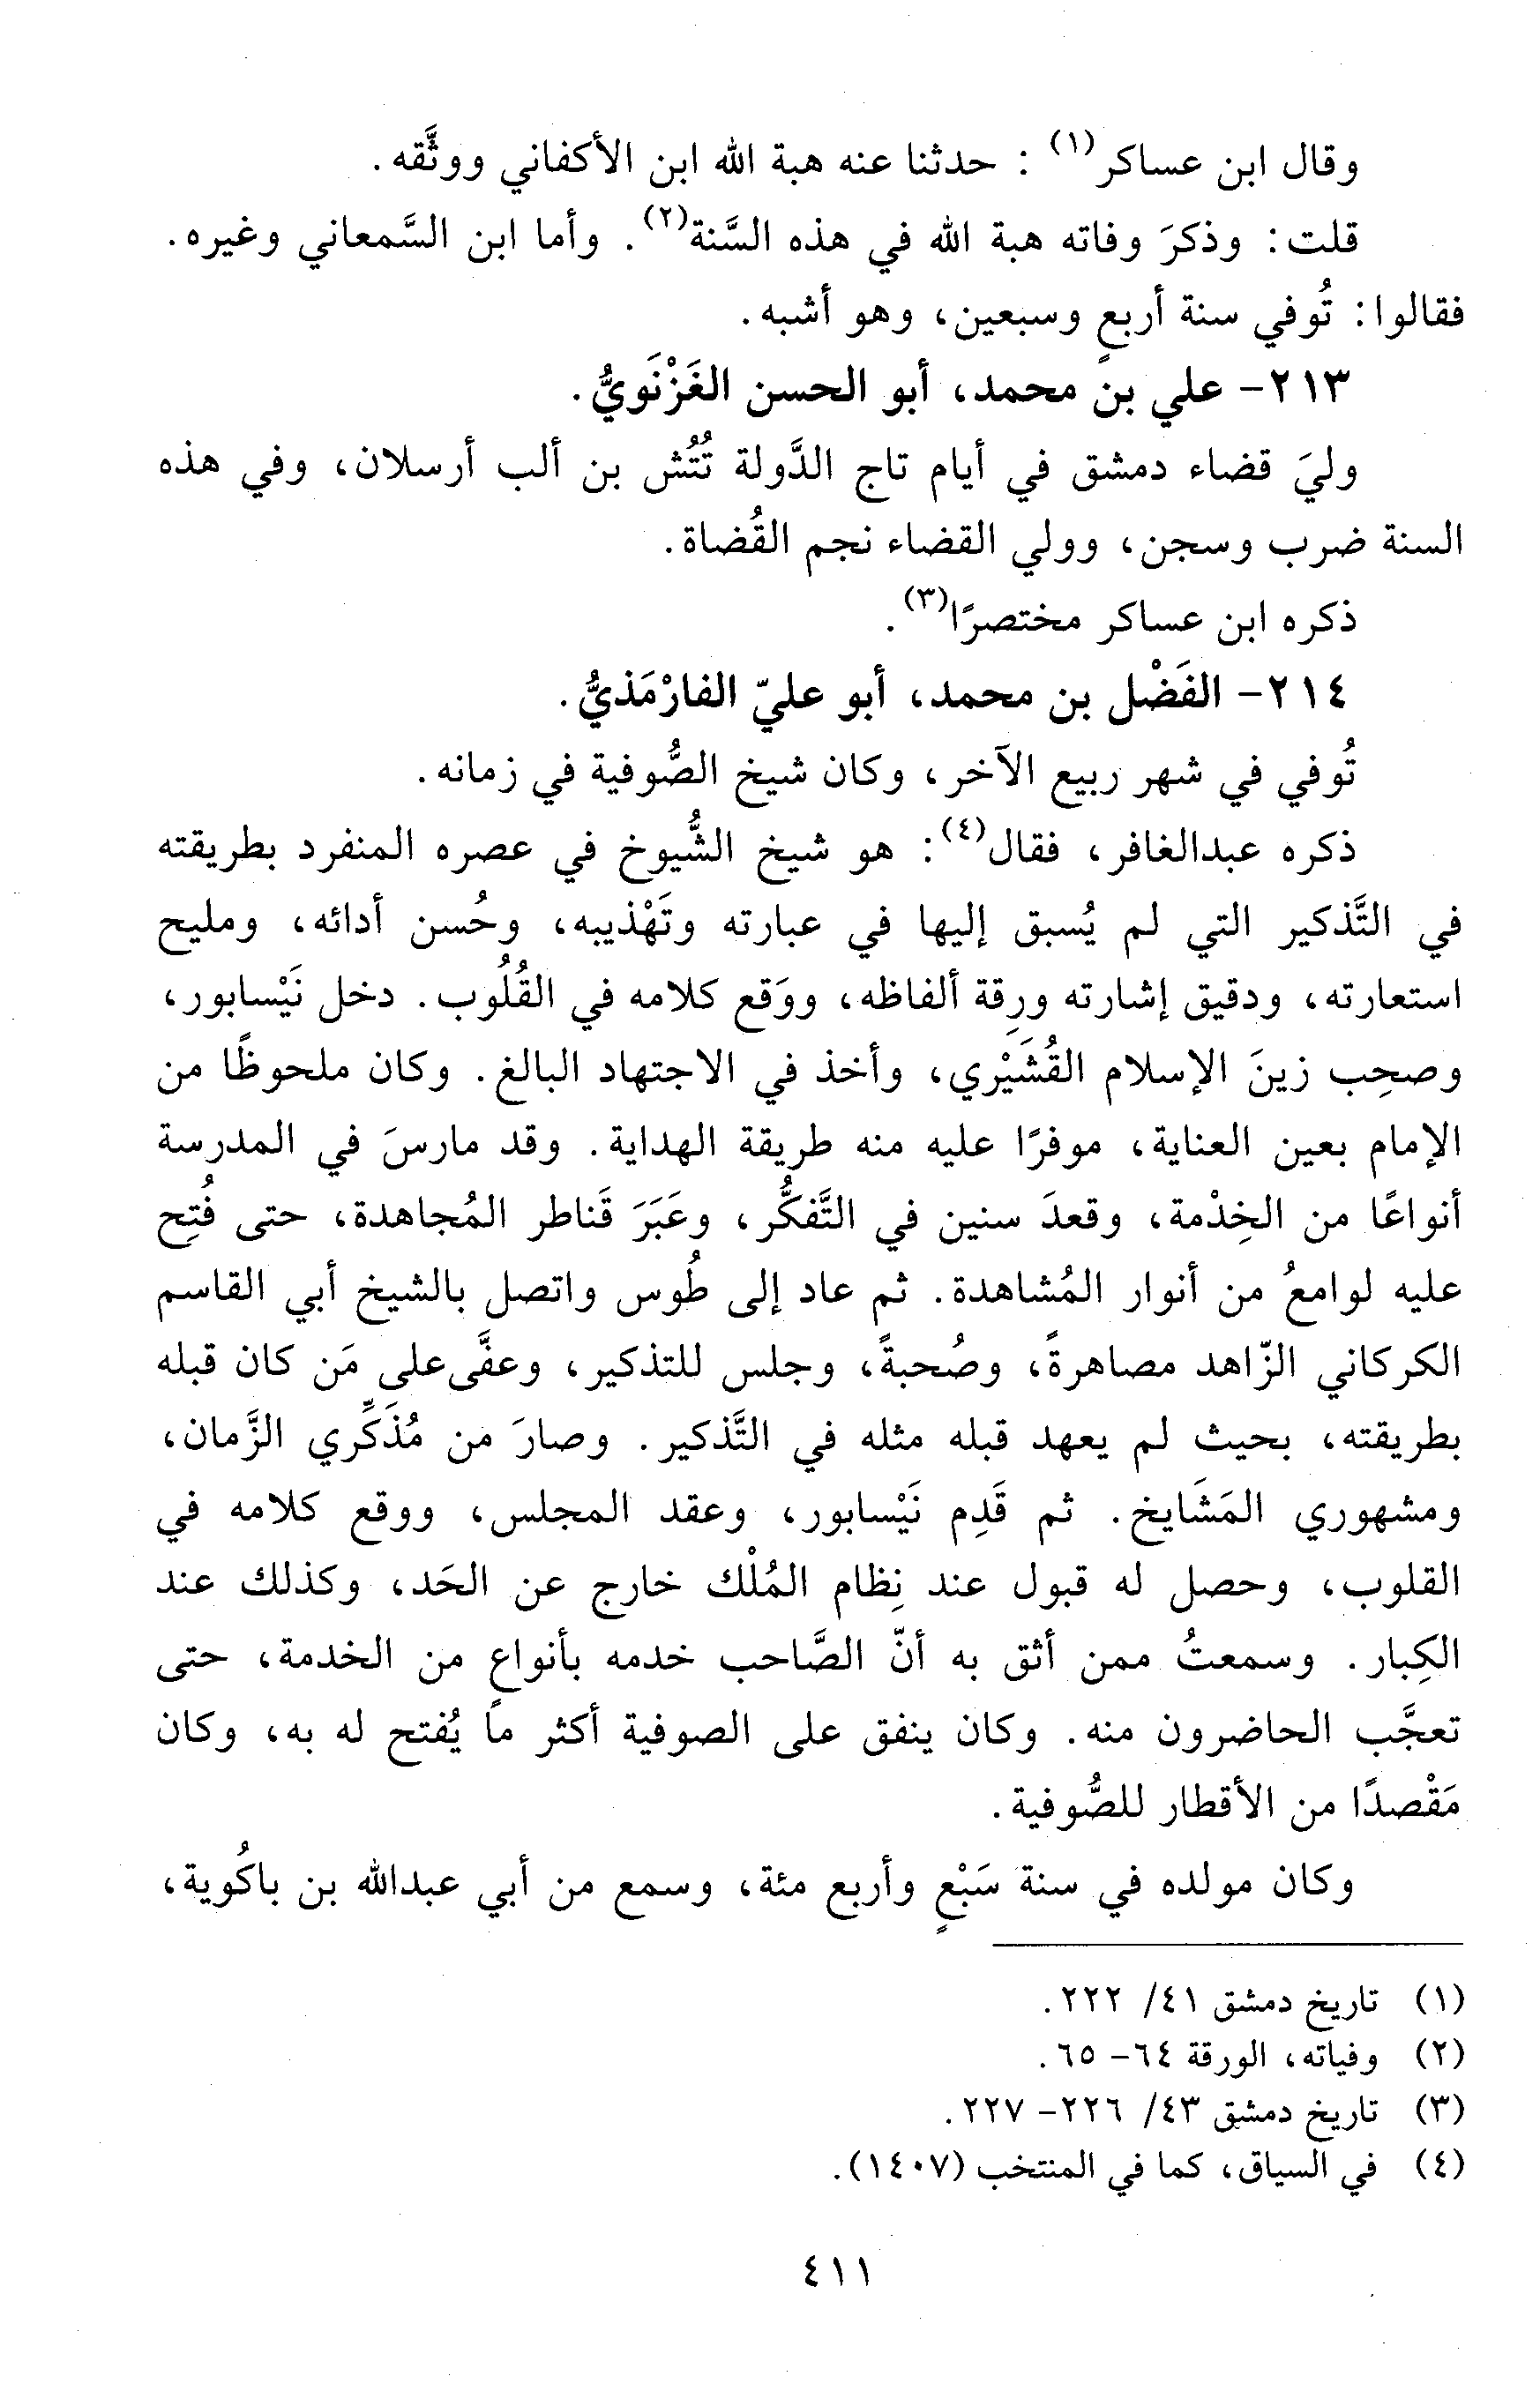 وقال ابن عساكر(١) : حدثنا عنه هبة الله ابن الأكفاني ووثَّقه.
قلت: وذكرَ وفاته هبة الله في هذه السَّنة(٢). وأما ابن السَّمعاني وغيره.
فقالوا: تُوفي سنة أربعٍ وسبعين، وهو أشبه.
٢١٣- علي بن محمد، أبو الحسن الغَزْنَويُّ.
وليَ قضاء دمشق في أيام تاج الدَّولة تُتُش بن ألب أرسلان، وفي هذه
السنة ضرب وسجن، وولي القضاء نجم القُضاة.
ذكره ابن عساكر مختصرًا(٣).
٢١٤- الفَضْل بن محمد، أبو عليّ الفارْمَذيُّ.
تُوفي في شهر ربيع الآخر، وكان شيخ الصُّوفية في زمانه.
ذكره عبدالغافر، فقال(٤): هو شيخ الشُّيوخ في عصره المنفرد بطريقته
في التَّذكير التي لم يُسبق إليها في عبارته وتَهْذيبه، وحُسن أدائه، ومليح
استعارته، ودقيق إشارته ورِقة ألفاظه، ووَقع كلامه في القُلُوب. دخل نَيْسابور،
وصحِب زينَ الإسلام القُشَيْري، وأخذ في الاجتهاد البالغ. وكان ملحوظًا من
الإمام بعين العناية، موفرًا عليه منه طريقة الهداية. وقد مارسَ في المدرسة
أنواعًا من الخِدْمة، وقعدَ سنين في التَّفكُّر، وعَبَرَ قَناطر المُجاهدة، حتى فُتِح
عليه لوامعُ من أنوار المُشاهدة. ثم عاد إلى طُوس واتصل بالشيخ أبي القاسم
الكركاني الزّاهد مصاهرةً، وصُحبةً، وجلس للتذكير، وعفَّى على مَن كان قبله
بطريقته، بحيث لم يعهد قبله مثله في التَّذكير. وصارَ من مُذَكِّري الزَّمان،
ومشهوري المَشَايخ. ثم قَدِم نَيْسابور، وعقد المجلس، ووقع كلامه في
القلوب، وحصل له قبول عند نِظام المُلْك خارج عن الحَد، وكذلك عند
الكِبار. وسمعتُ ممن أثق به أنّ الصَّاحب خدمه بأنواعٍ من الخدمة، حتى
تعجَّب الحاضرون منه. وكان ينفق على الصوفية أكثر ما يُفتح له به، وكان
مَقْصدًا من الأقطار للصُّوفية.
وكان مولده في سنة سَبْعٍ وأربع مئة، وسمع من أبي عبدالله بن باكُوية،
(١) تاريخ دمشق ٤١/ ٢٢٢.
(٢) وفياته، الورقة ٦٤- ٦٥.
(٣) تاريخ دمشق ٤٣/ ٢٢٦- ٢٢٧.
(٤) في السياق، كما في المنتخب (١٤٠٧).
٤١١